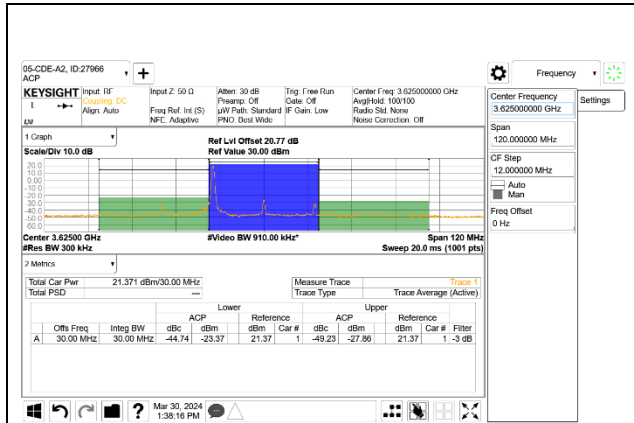 05-CDE-A2, ID:27966
ACP
Frequency
KEYSIGHT
Input: RF
Coupling: DC
Align: Auto
Input Z: 50 Ω
Freq Ref: Int (S)
NFE: Adaptive
Atten: 30 dB
Preamp: Off
µW Path: Standard
PNO: Best Wide
Trig: Free Run
Gate: Off
IF Gain: Low
Center Freq: 3.625000000 GHz
Avg|Hold: 100/100
Radio Std: None
Noise Correction: Off
Center Frequency
3.625000000 GHz
Settings
Span
120.000000 MHz
CF Step
12.000000 MHz
Auto
Man
Freq Offset
0 Hz
1 Graph
Scale/Div 10.0 dB
Ref Lvl Offset 20.77 dB
Ref Value 30.00 dBm
20.0
10.0
0.00
-10.0
-20.0
-30.0
-40.0
-50.0
-60.0
Center 3.62500 GHz
#Video BW 910.00 kHz*
Span 120 MHz
#Res BW 300 kHz
Sweep 20.0 ms (1001 pts)
2 Metrics
Total Car Pwr 21.371 dBm/30.00 MHz
Measure Trace Trace 1
Total PSD ---
Trace Type Trace Average (Active)
Lower Upper
ACP Reference ACP Reference
Offs Freq Integ BW dBc dBm dBm Car # dBc dBm dBm Car # Filter
A 30.00 MHz 30.00 MHz -44.74 -23.37 21.37 1 -49.23 -27.86 21.37 1 -3 dB
Mar 30, 2024
1:38:16 PM